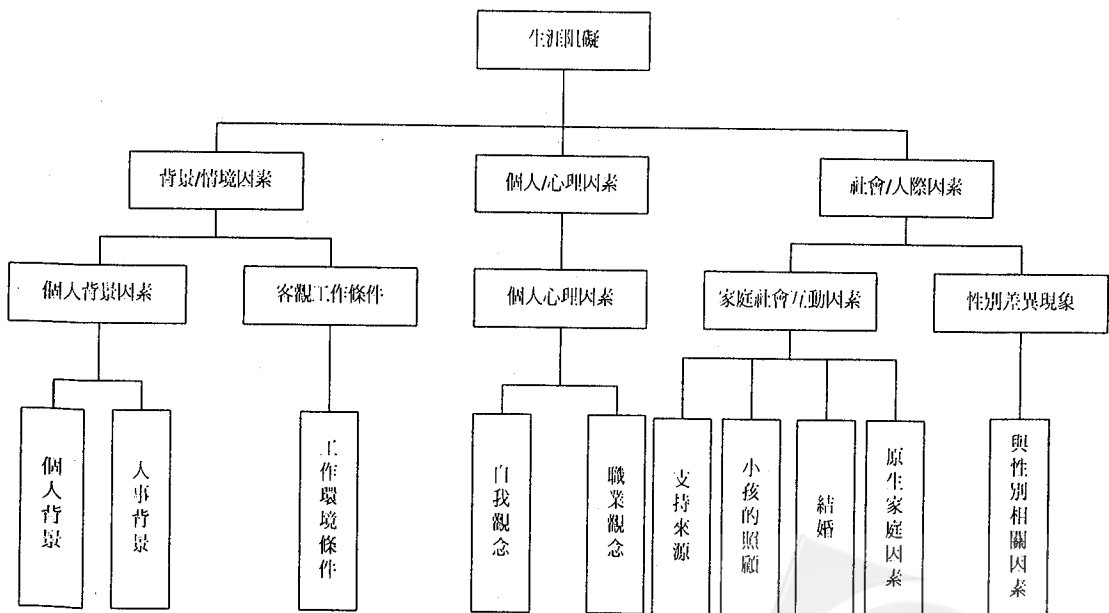 生涯阻礙
背景/情境因素
個人/心理因素
社會/人際因素
個人背景因素
客觀工作條件
個人心理因素
家庭社會互動因素
性別差異現象
個人背景
人事背景
工作環境條件
自我觀念
職業觀念
支持來源
小孩的照顧
結婚
原生家庭因素
與性別相關因素